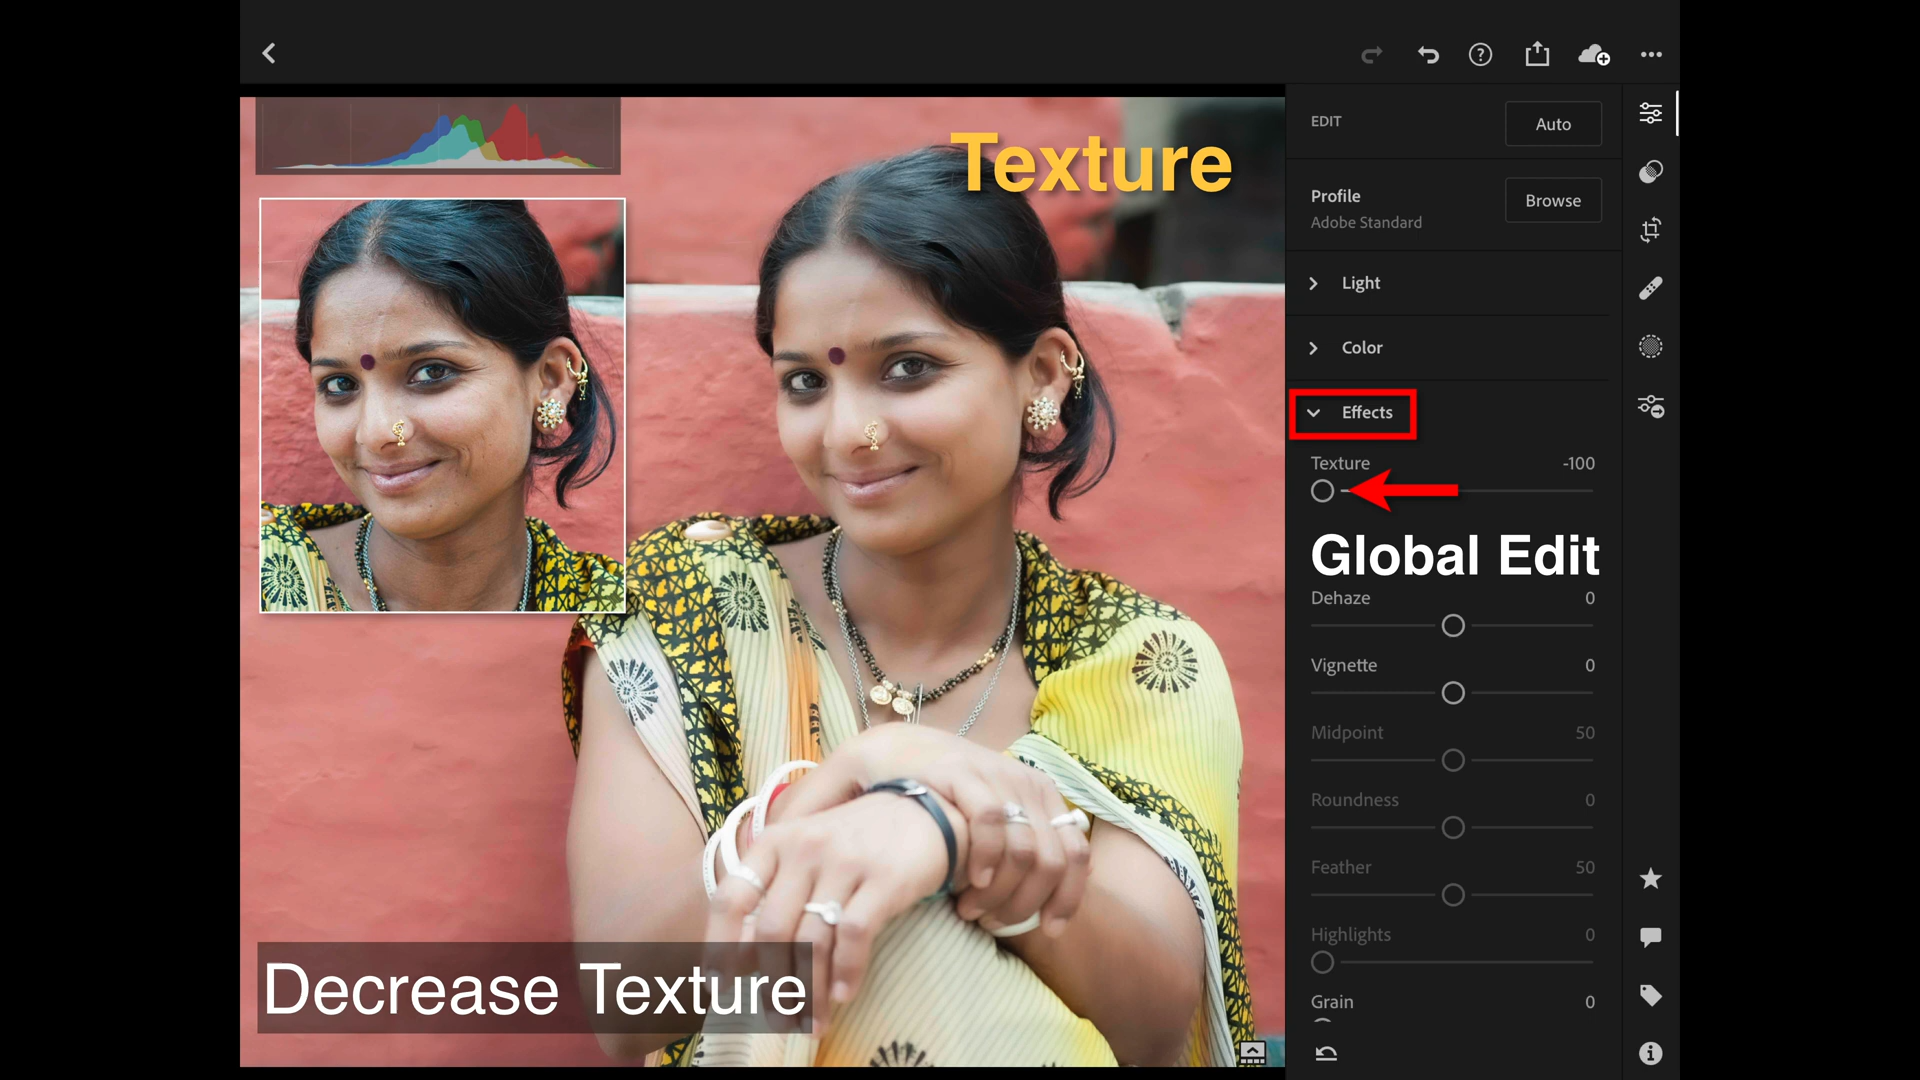 Texture
Decrease Texture
EDIT
Auto
Profile
Adobe Standard
Browse
Light
Color
Effects
Texture -100
Global Edit
Dehaze 0
Vignette 0
Midpoint 50
Roundness 0
Feather 50
Highlights 0
Grain 0